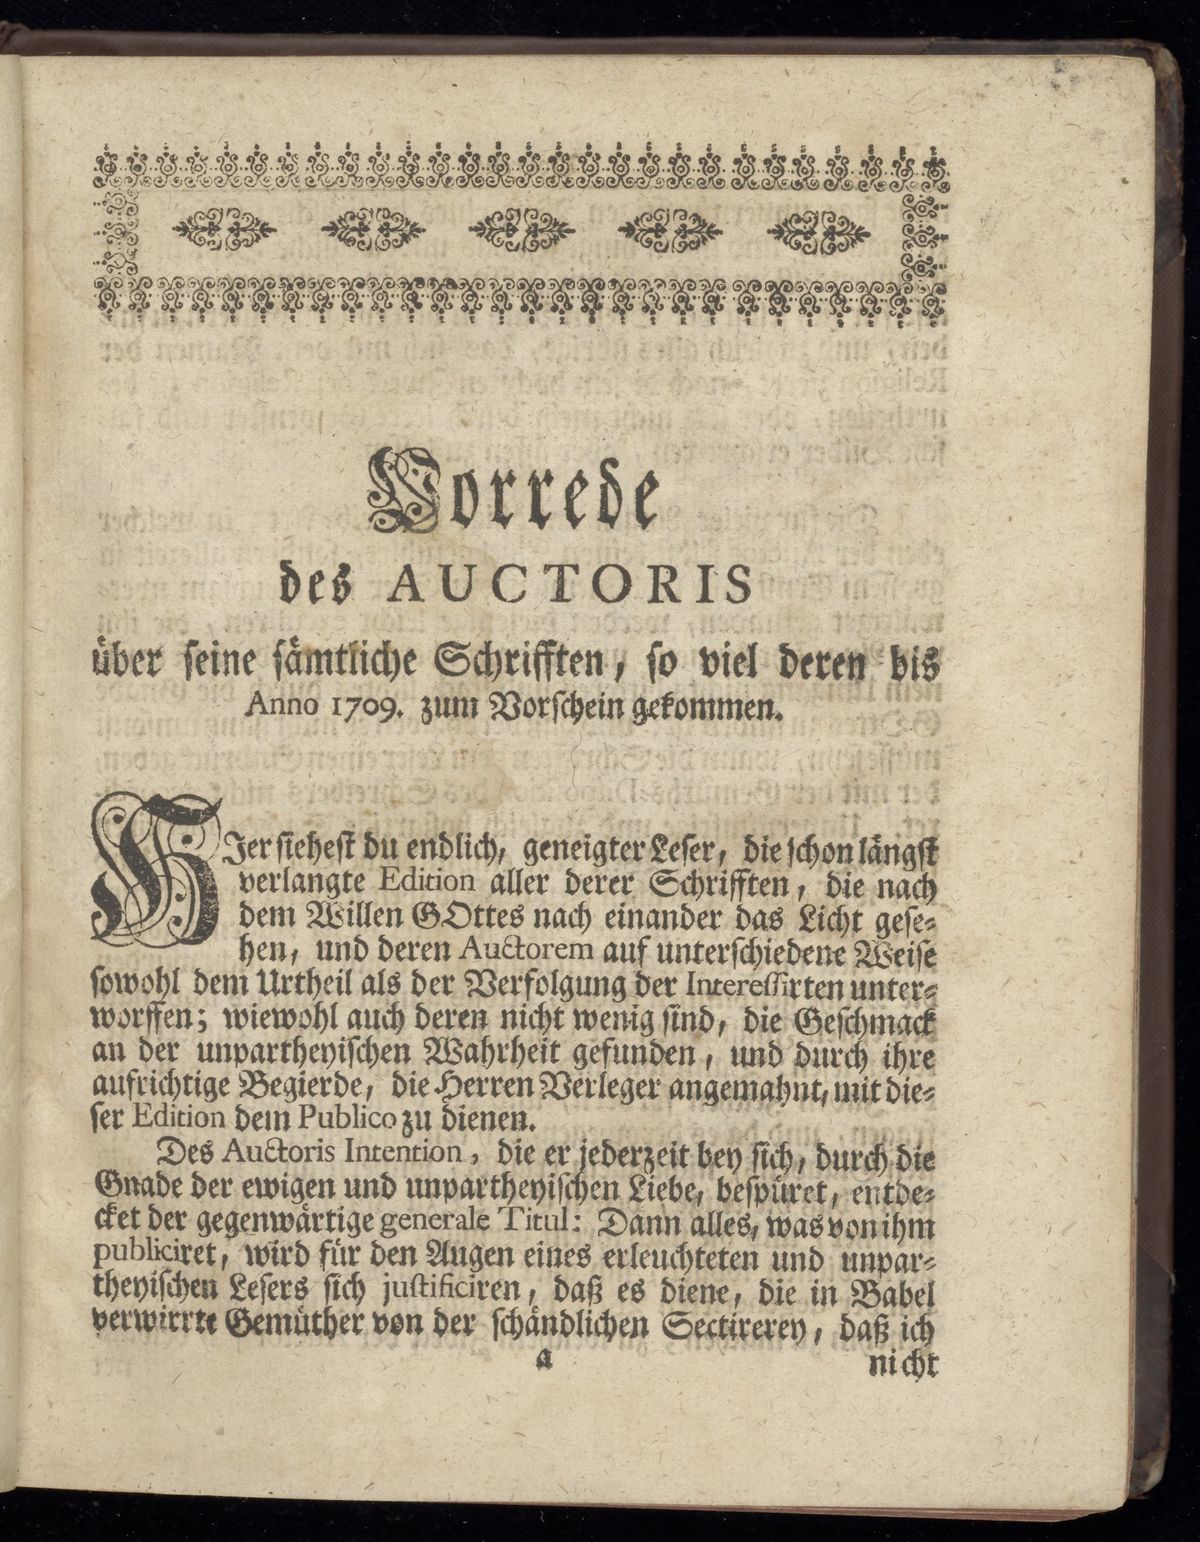 Vorrede
des AUCTORIS
über seine sämtliche Schrifften, so viel deren bis
Anno 1709. zum Vorschein gekommen.
HIer siehest du endlich, geneigter Leser, die schon längst
verlangte Edition aller derer Schrifften, die nach
dem Willen GOttes nach einander das Licht gese-
hen, und deren Auctorem auf unterschiedene Weise
sowohl dem Urtheil als der Verfolgung der Interessirten unter-
worffen; wiewohl auch deren nicht wenig sind, die Geschmack
an der unpartheyischen Wahrheit gefunden, und durch ihre
aufrichtige Begierde, die Herren Verleger angemahnt, mit die-
ser Edition dem Publico zu dienen.
Des Auctoris Intention, die er jederzeit bey sich, durch die
Gnade der ewigen und unpartheyischen Liebe, bespüret, entde-
cket der gegenwärtige generale Titul: Dann alles, was von ihm
publiciret, wird für den Augen eines erleuchteten und unpar-
theyischen Lesers sich justificiren, daß es diene, die in Babel
verwirrte Gemüther von der schändlichen Sectirerey, daß ich
a nicht